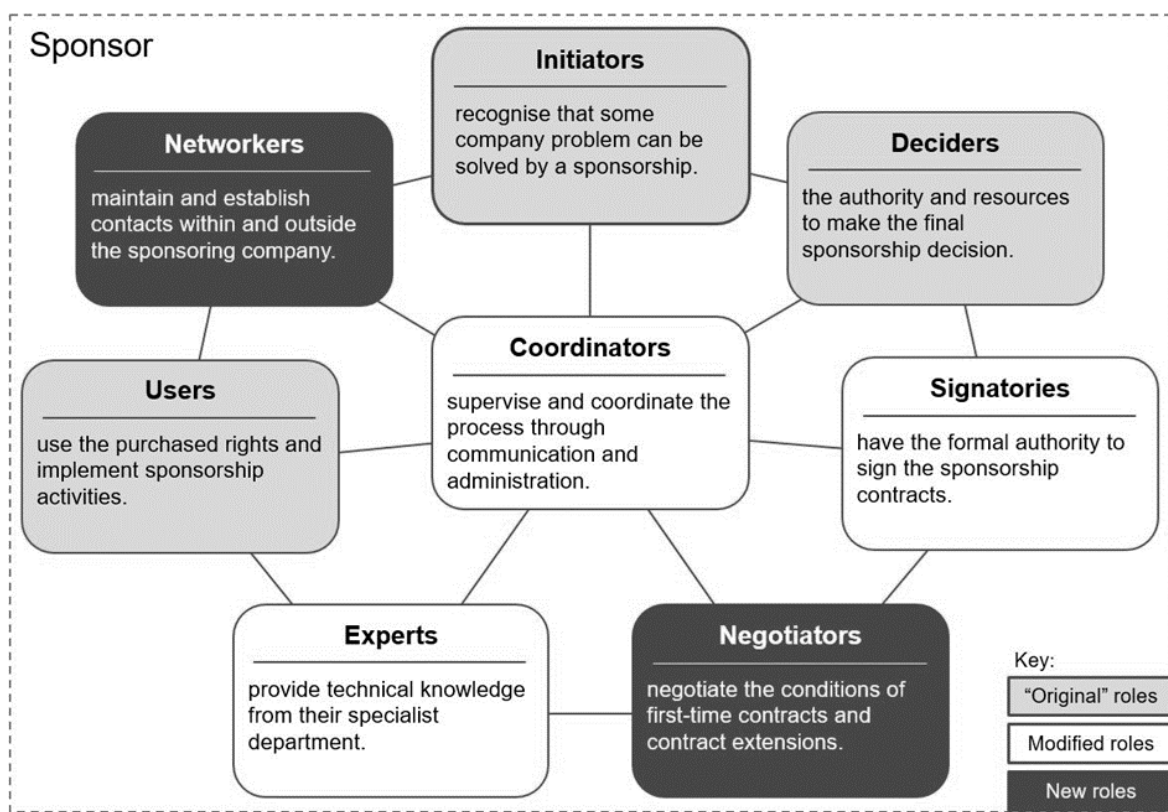 Sponsor
Initiators
recognise that some
company problem can be
solved by a sponsorship.
Networkers
maintain and establish
contacts within and outside
the sponsoring company.
Deciders
the authority and resources
to make the final
sponsorship decision.
Coordinators
supervise and coordinate the
process through
communication and
administration.
Users
use the purchased rights and
implement sponsorship
activities.
Signatories
have the formal authority to
sign the sponsorship
contracts.
Experts
provide technical knowledge
from their specialist
department.
Negotiators
negotiate the conditions of
first-time contracts and
contract extensions.
Key:
“Original” roles
Modified roles
New roles